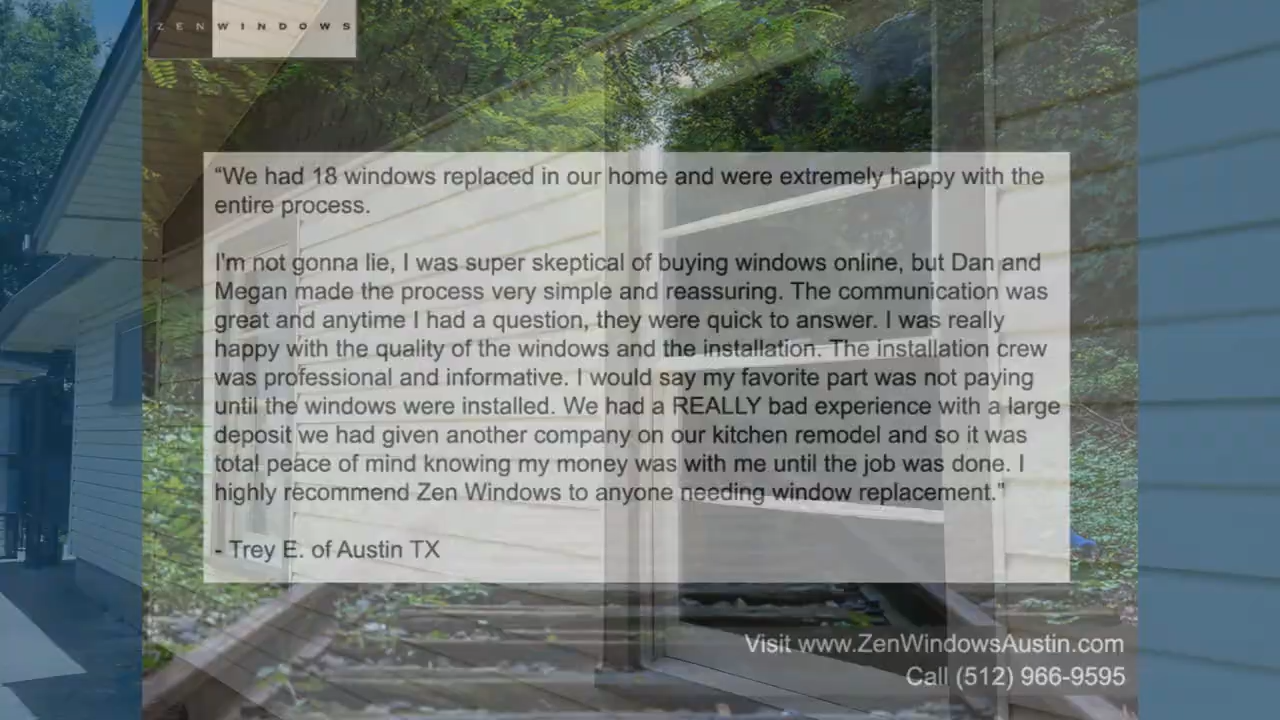 ZENWINDOWS
“We had 18 windows replaced in our home and were extremely happy with the
entire process.
I'm not gonna lie, I was super skeptical of buying windows online, but Dan and
Megan made the process very simple and reassuring. The communication was
great and anytime I had a question, they were quick to answer. I was really
happy with the quality of the windows and the installation. The installation crew
was professional and informative. I would say my favorite part was not paying
until the windows were installed. We had a REALLY bad experience with a large
deposit we had given another company on our kitchen remodel and so it was
total peace of mind knowing my money was with me until the job was done. I
highly recommend Zen Windows to anyone needing window replacement.”
- Trey E. of Austin TX
Visit www.ZenWindowsAustin.com
Call (512) 966-9595